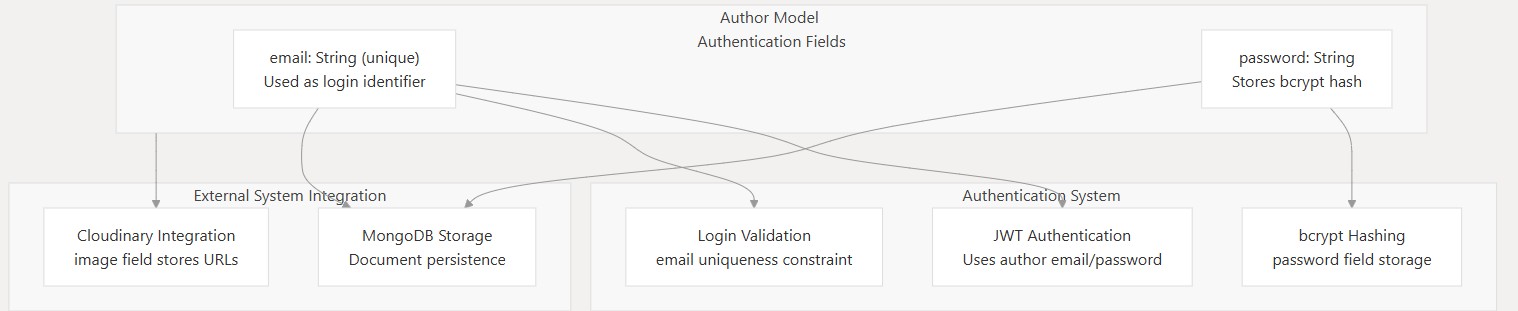 Author Model
Authentication Fields
email: String (unique)
Used as login identifier
password: String
Stores bcrypt hash
External System Integration
Cloudinary Integration
image field stores URLs
MongoDB Storage
Document persistence
Authentication System
Login Validation
email uniqueness constraint
JWT Authentication
Uses author email/password
bcrypt Hashing
password field storage